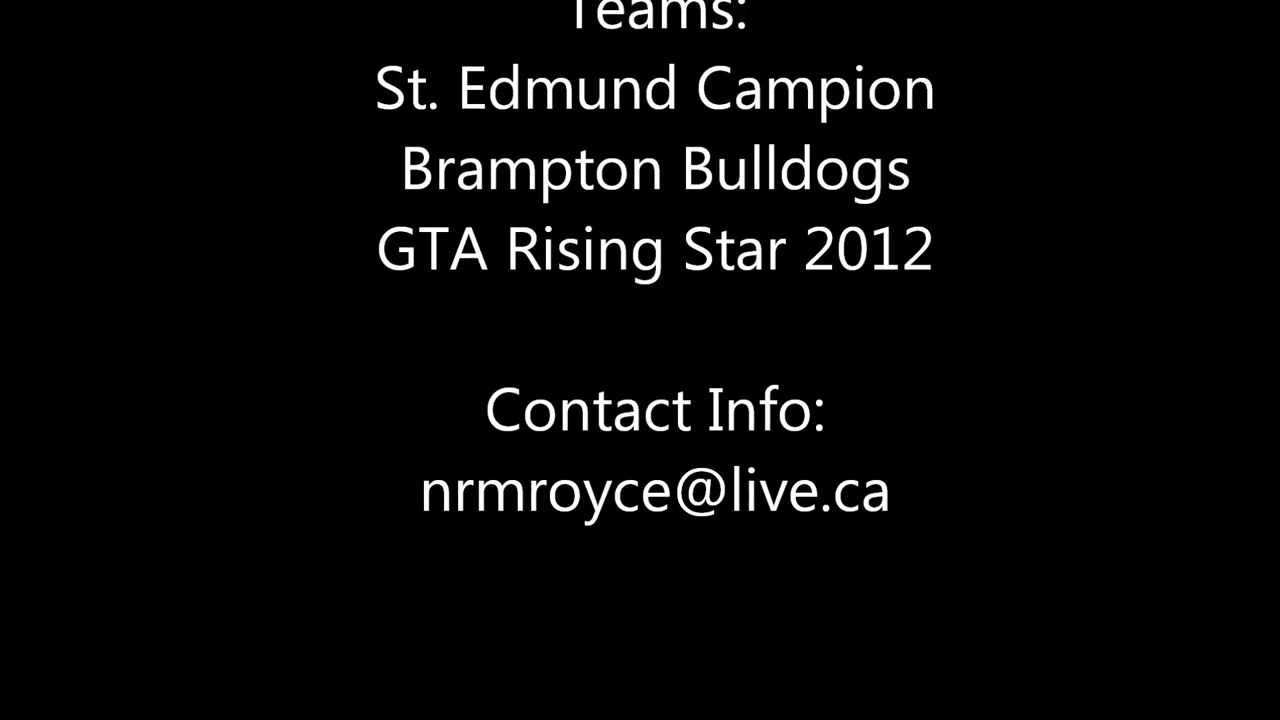 Teams:
St. Edmund Campion
Brampton Bulldogs
GTA Rising Star 2012
Contact Info:
nrmroyce@live.ca